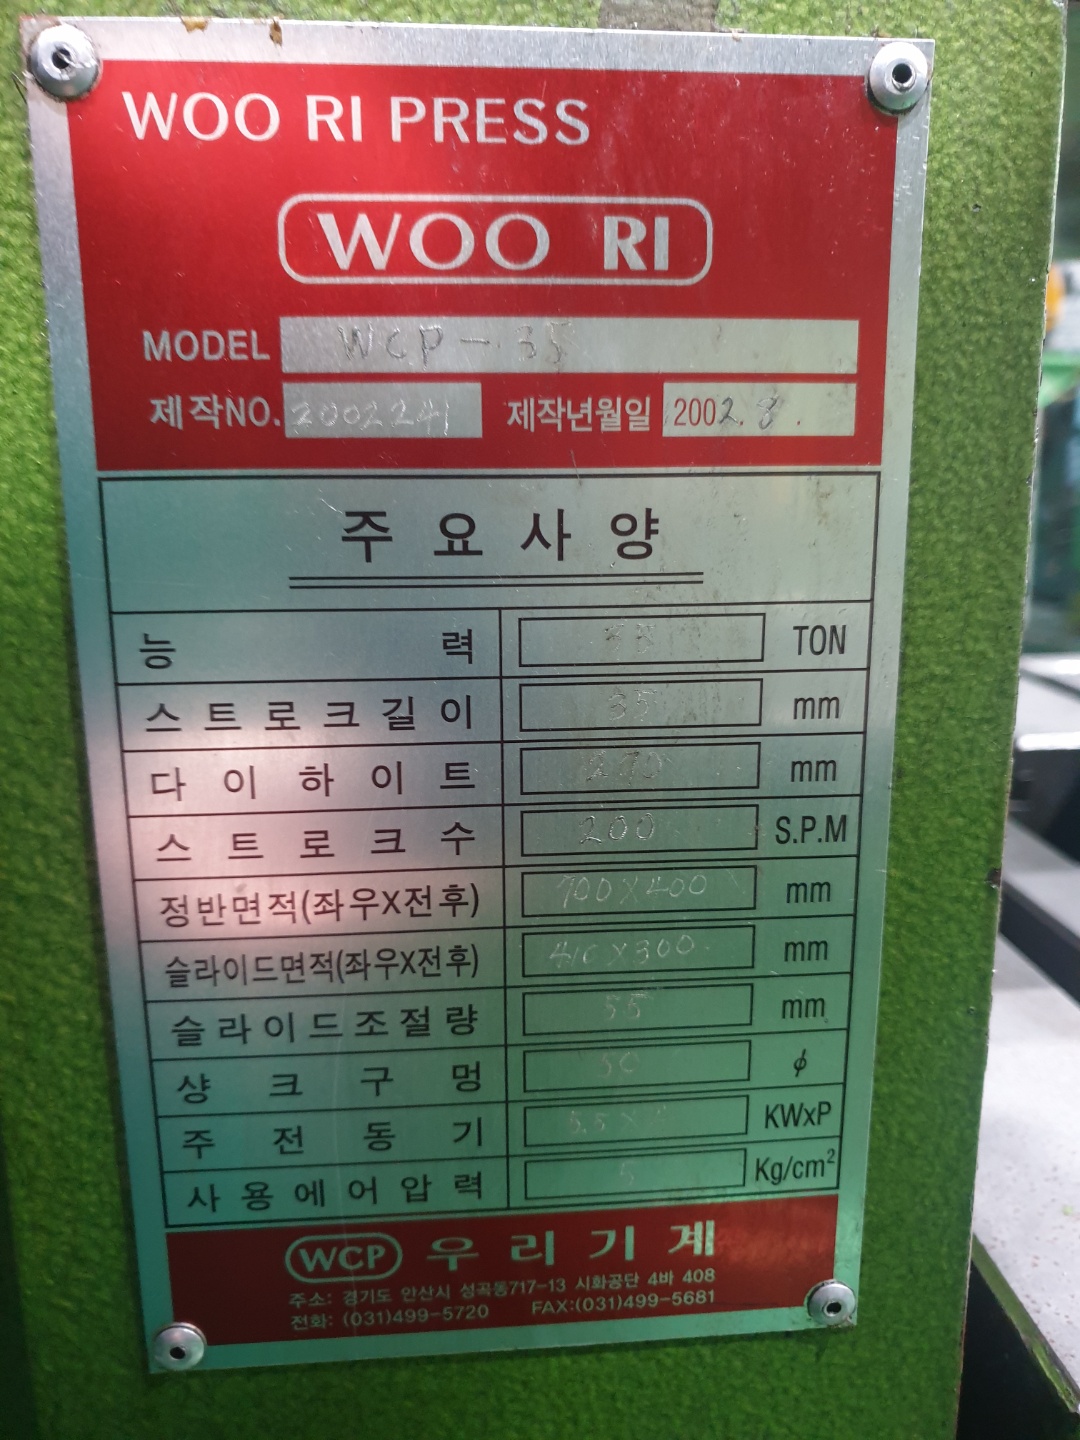 WOO RI PRESS
WOO RI
MODEL WCP-35
제작NO. 2002241 제작년월일 2002.8.
주요사양
능력 TON
스트로크길이 35 mm
다이하이트 mm
스트로크수 200 S.P.M
정반면적(좌우X전후) 700X400 mm
슬라이드면적(좌우X전후) 410X300 mm
슬라이드조절량 55 mm
샹크구멍 50 ϕ
주전동기 KWxP
사용에어압력 5 Kg/cm²
WCP 우리기계
주소: 경기도 안산시 성곡동717-13 시화공단 4바 408
전화: (031)499-5720 FAX:(031)499-5681